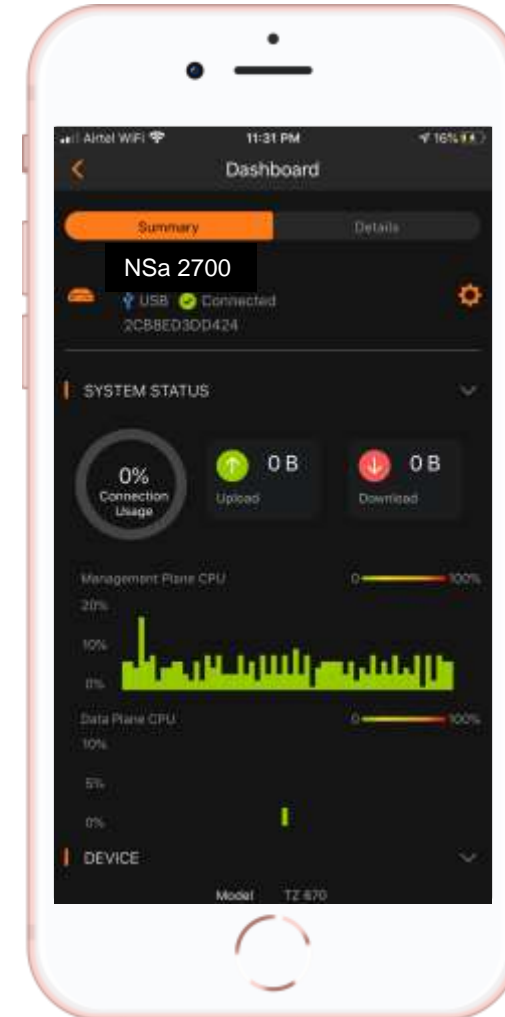 Airtel WiFi 11:31 PM 16%
Dashboard
Summary Details
NSa 2700
USB Connected
2CB8ED3DD424
SYSTEM STATUS
0%
Connection
Usage
0 B
Upload
0 B
Download
Management Plane CPU 0 100%
20%
10%
0%
Data Plane CPU 0 100%
10%
5%
0%
DEVICE
Model TZ 670